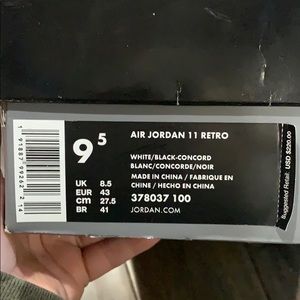 AIR JORDAN 11 RETRO
9 5
WHITE/BLACK-CONCORD
BLANC/CONCORDE/NOIR
MADE IN CHINA / FABRIQUE EN
CHINE / HECHO EN CHINA
378037 100
JORDAN.COM
UK 8.5
EUR 43
cm 27.5
BR 41
Suggested Retail: USD $220.00